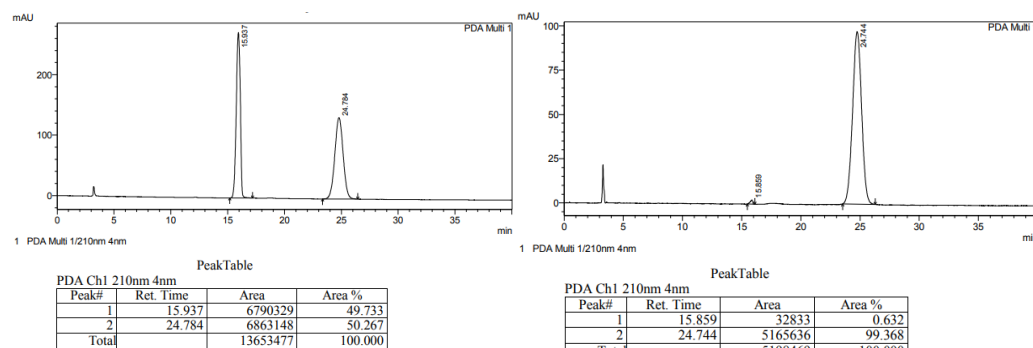 mAU
PDA Multi 1
15.937
24.784
200
100
0
0 5 10 15 20 25 30 35
min
1 PDA Multi 1/210nm 4nm
PeakTable
PDA Ch1 210nm 4nm
Peak# Ret. Time Area Area %
1 15.937 6790329 49.733
2 24.784 6863148 50.267
Total 13653477 100.000
mAU
PDA Multi
24.744
15.859
100
75
50
25
0
0 5 10 15 20 25 30 35
1 PDA Multi 1/210nm 4nm
PeakTable
PDA Ch1 210nm 4nm
Peak# Ret. Time Area Area %
1 15.859 32833 0.632
2 24.744 5165636 99.368